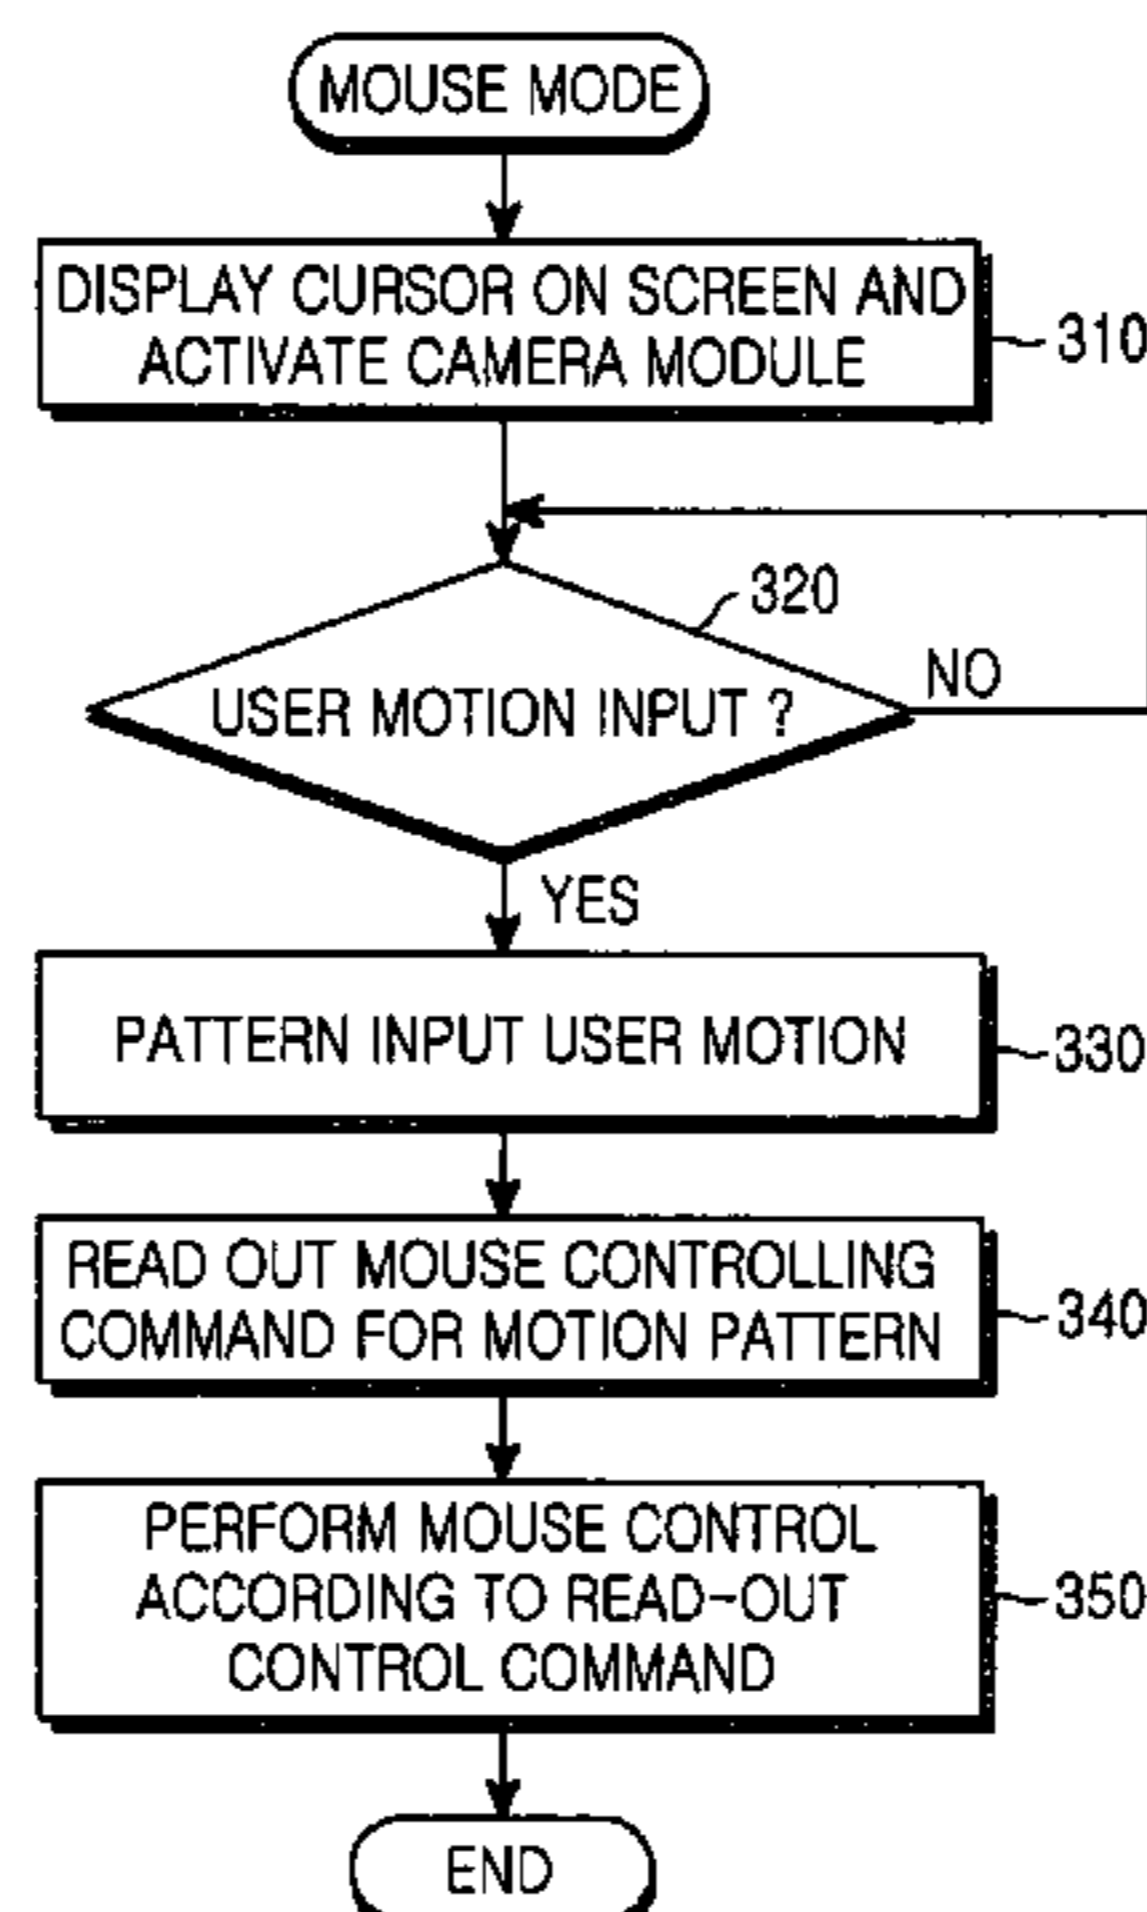 MOUSE MODE
DISPLAY CURSOR ON SCREEN AND
ACTIVATE CAMERA MODULE
310
320
NO
USER MOTION INPUT ?
YES
PATTERN INPUT USER MOTION
330
READ OUT MOUSE CONTROLLING
COMMAND FOR MOTION PATTERN
340
PERFORM MOUSE CONTROL
ACCORDING TO READ-OUT
CONTROL COMMAND
350
END